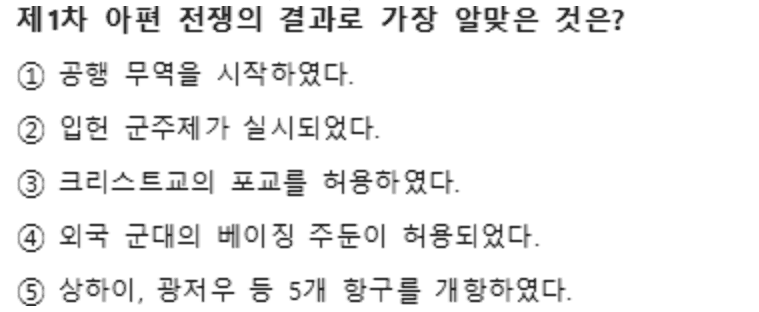 제1차 아편 전쟁의 결과로 가장 알맞은 것은?
① 공행 무역을 시작하였다.
② 입헌 군주제가 실시되었다.
③ 크리스트교의 포교를 허용하였다.
④ 외국 군대의 베이징 주둔이 허용되었다.
⑤ 상하이, 광저우 등 5개 항구를 개항하였다.